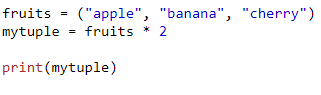 fruits = ("apple", "banana", "cherry")
mytuple = fruits * 2
print(mytuple)